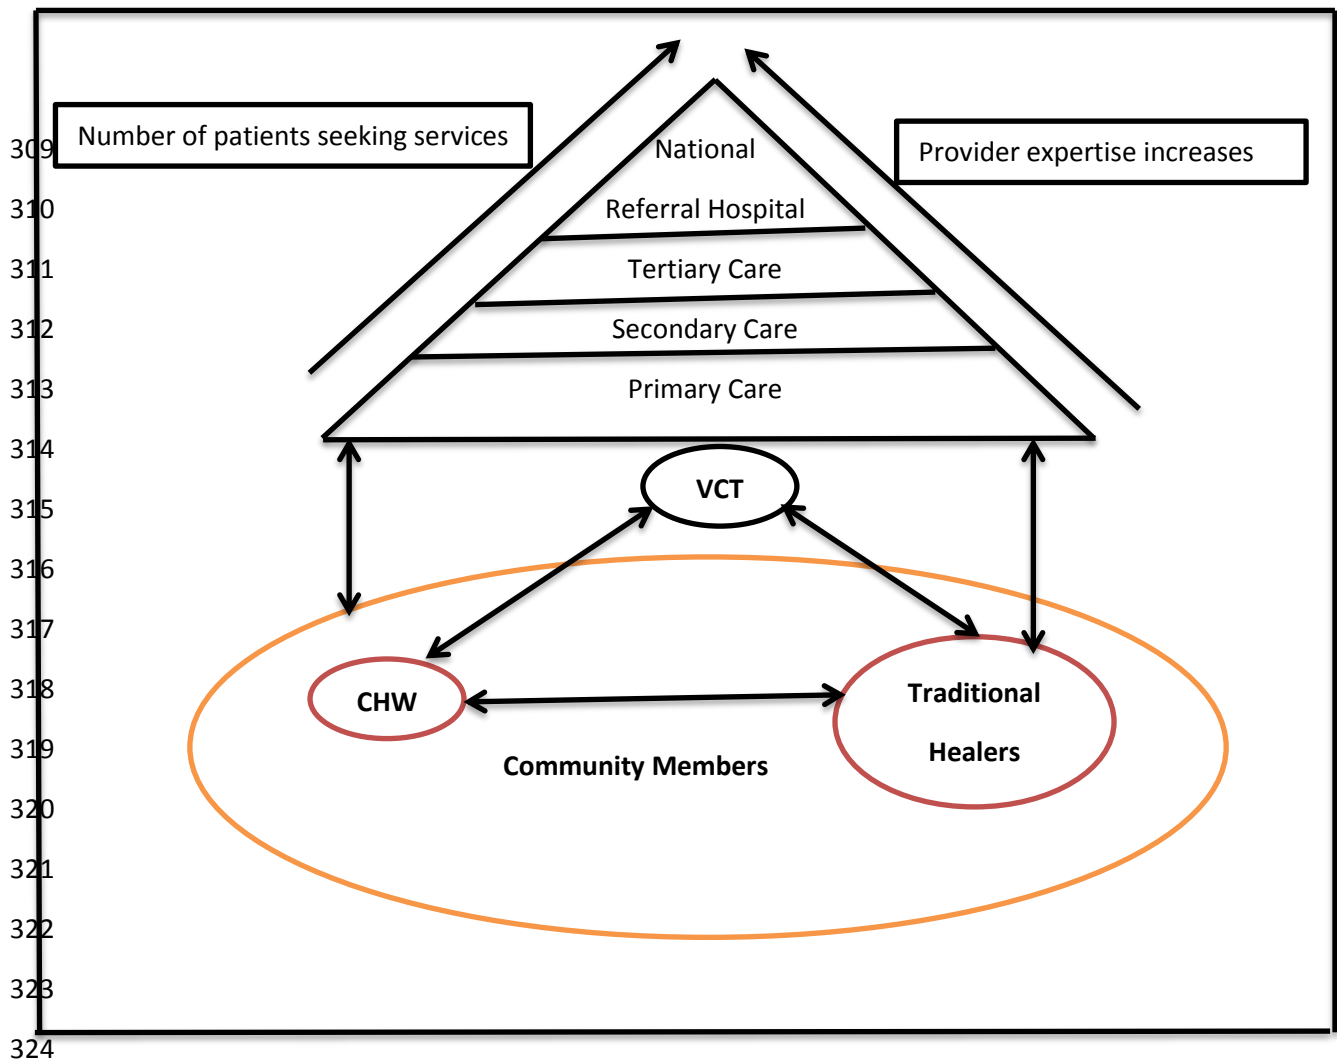 Number of patients seeking services
309
National
Provider expertise increases
310
Referral Hospital
311
Tertiary Care
312
Secondary Care
313
Primary Care
314
VCT
315
316
317
318
CHW
Traditional
319
Healers
Community Members
320
321
322
323
324